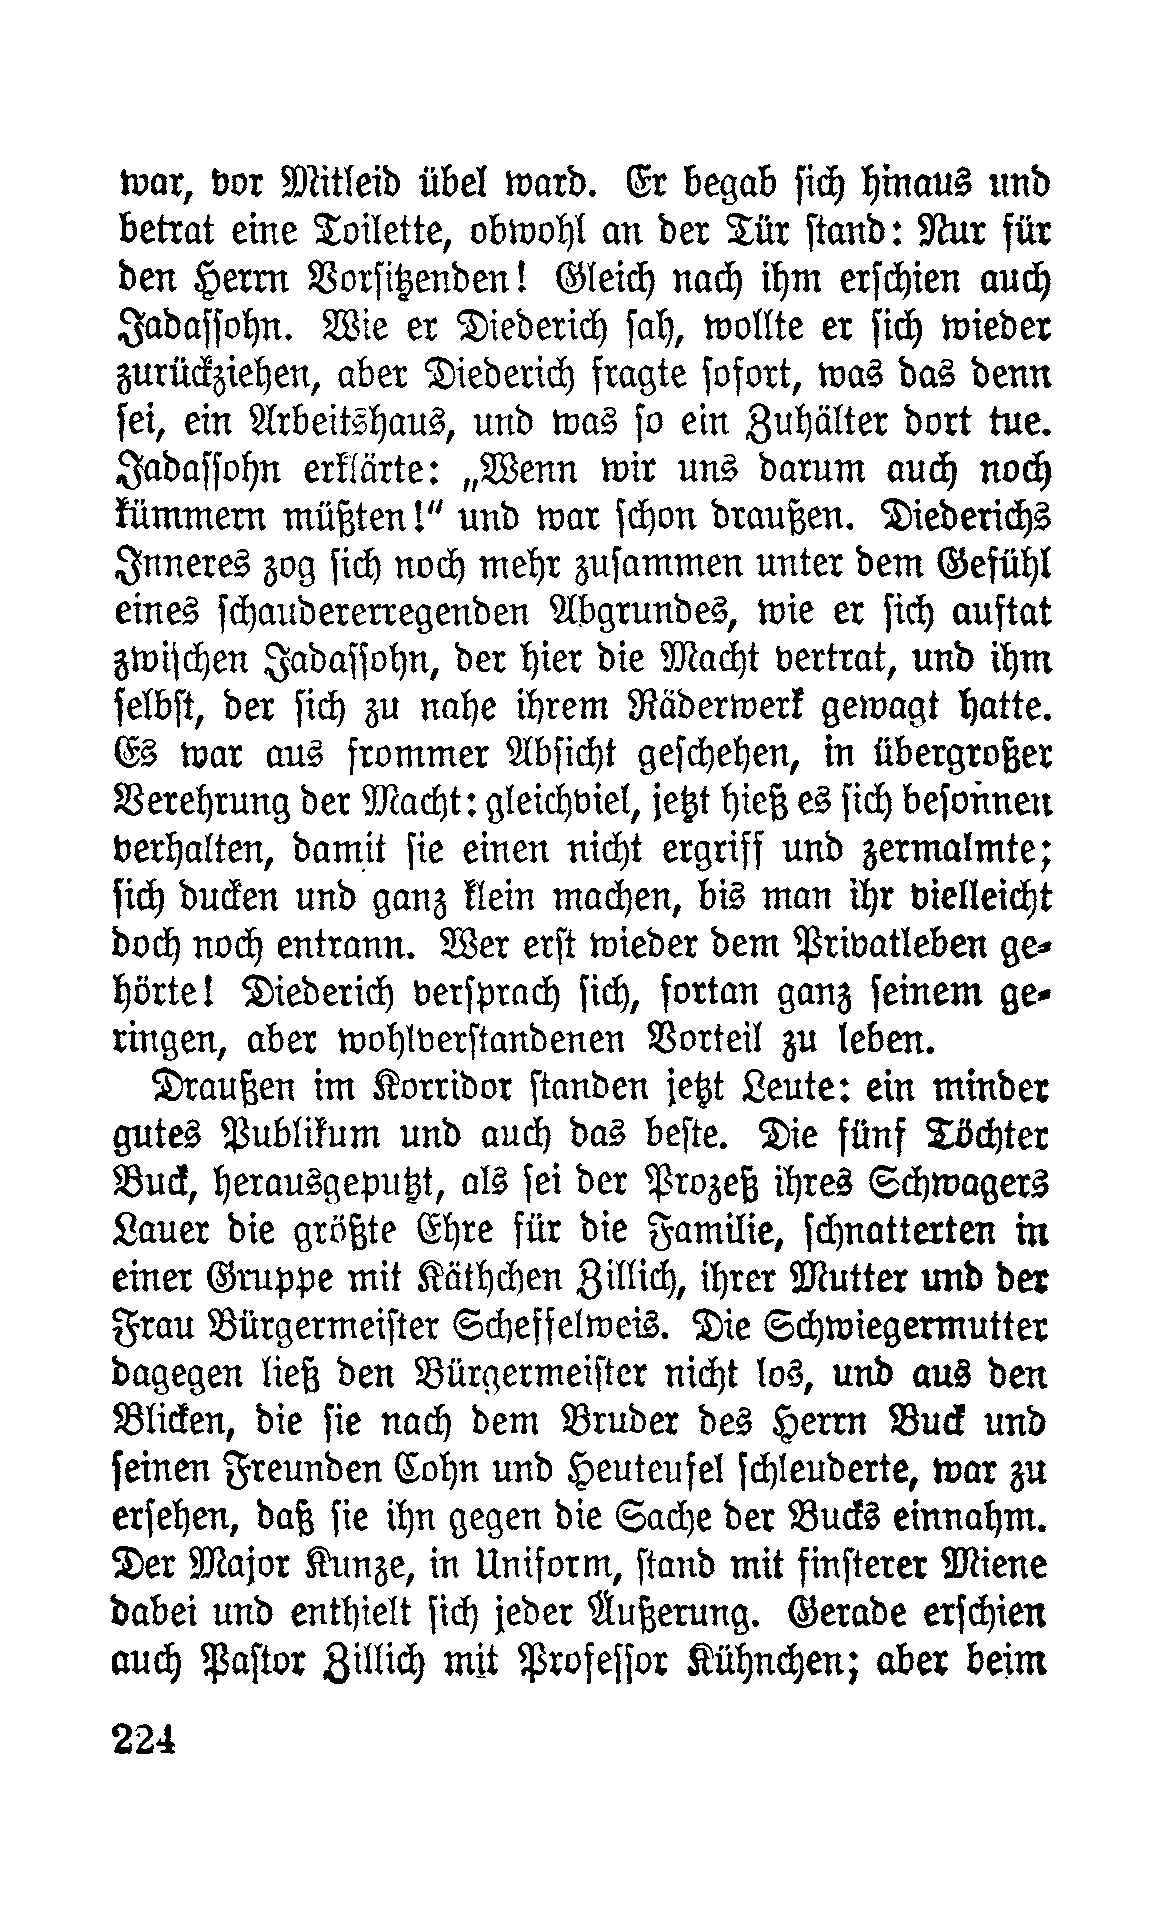 war, vor Mitleid übel ward. Er begab sich hinaus und
betrat eine Toilette, obwohl an der Tür stand: Nur für
den Herrn Vorsitzenden! Gleich nach ihm erschien auch
Jadassohn. Wie er Diederich sah, wollte er sich wieder
zurückziehen, aber Diederich fragte sofort, was das denn
sei, ein Arbeitshaus, und was so ein Zuhälter dort tue.
Jadassohn erklärte: „Wenn wir uns darum auch noch
kümmern müßten!" und war schon draußen. Diederichs
Inneres zog sich noch mehr zusammen unter dem Gefühl
eines schaudererregenden Abgrundes, wie er sich auftat
zwischen Jadassohn, der hier die Macht vertrat, und ihm
selbst, der sich zu nahe ihrem Räderwerk gewagt hatte.
Es war aus frommer Absicht geschehen, in übergroßer
Verehrung der Macht: gleichviel, jetzt hieß es sich besonnen
verhalten, damit sie einen nicht ergriff und zermalmte;
sich ducken und ganz klein machen, bis man ihr vielleicht
doch noch entrann. Wer erst wieder dem Privatleben ge-
hörte! Diederich versprach sich, fortan ganz seinem ge-
ringen, aber wohlverstandenen Vorteil zu leben.
Draußen im Korridor standen jetzt Leute: ein minder
gutes Publikum und auch das beste. Die fünf Töchter
Buck, herausgeputzt, als sei der Prozeß ihres Schwagers
Lauer die größte Ehre für die Familie, schnatterten in
einer Gruppe mit Käthchen Zillich, ihrer Mutter und der
Frau Bürgermeister Scheffelweis. Die Schwiegermutter
dagegen ließ den Bürgermeister nicht los, und aus den
Blicken, die sie nach dem Bruder des Herrn Buck und
seinen Freunden Cohn und Heuteufel schleuderte, war zu
ersehen, daß sie ihn gegen die Sache der Bucks einnahm.
Der Major Kunze, in Uniform, stand mit finsterer Miene
dabei und enthielt sich jeder Äußerung. Gerade erschien
auch Pastor Zillich mit Professor Kühnchen; aber beim
224